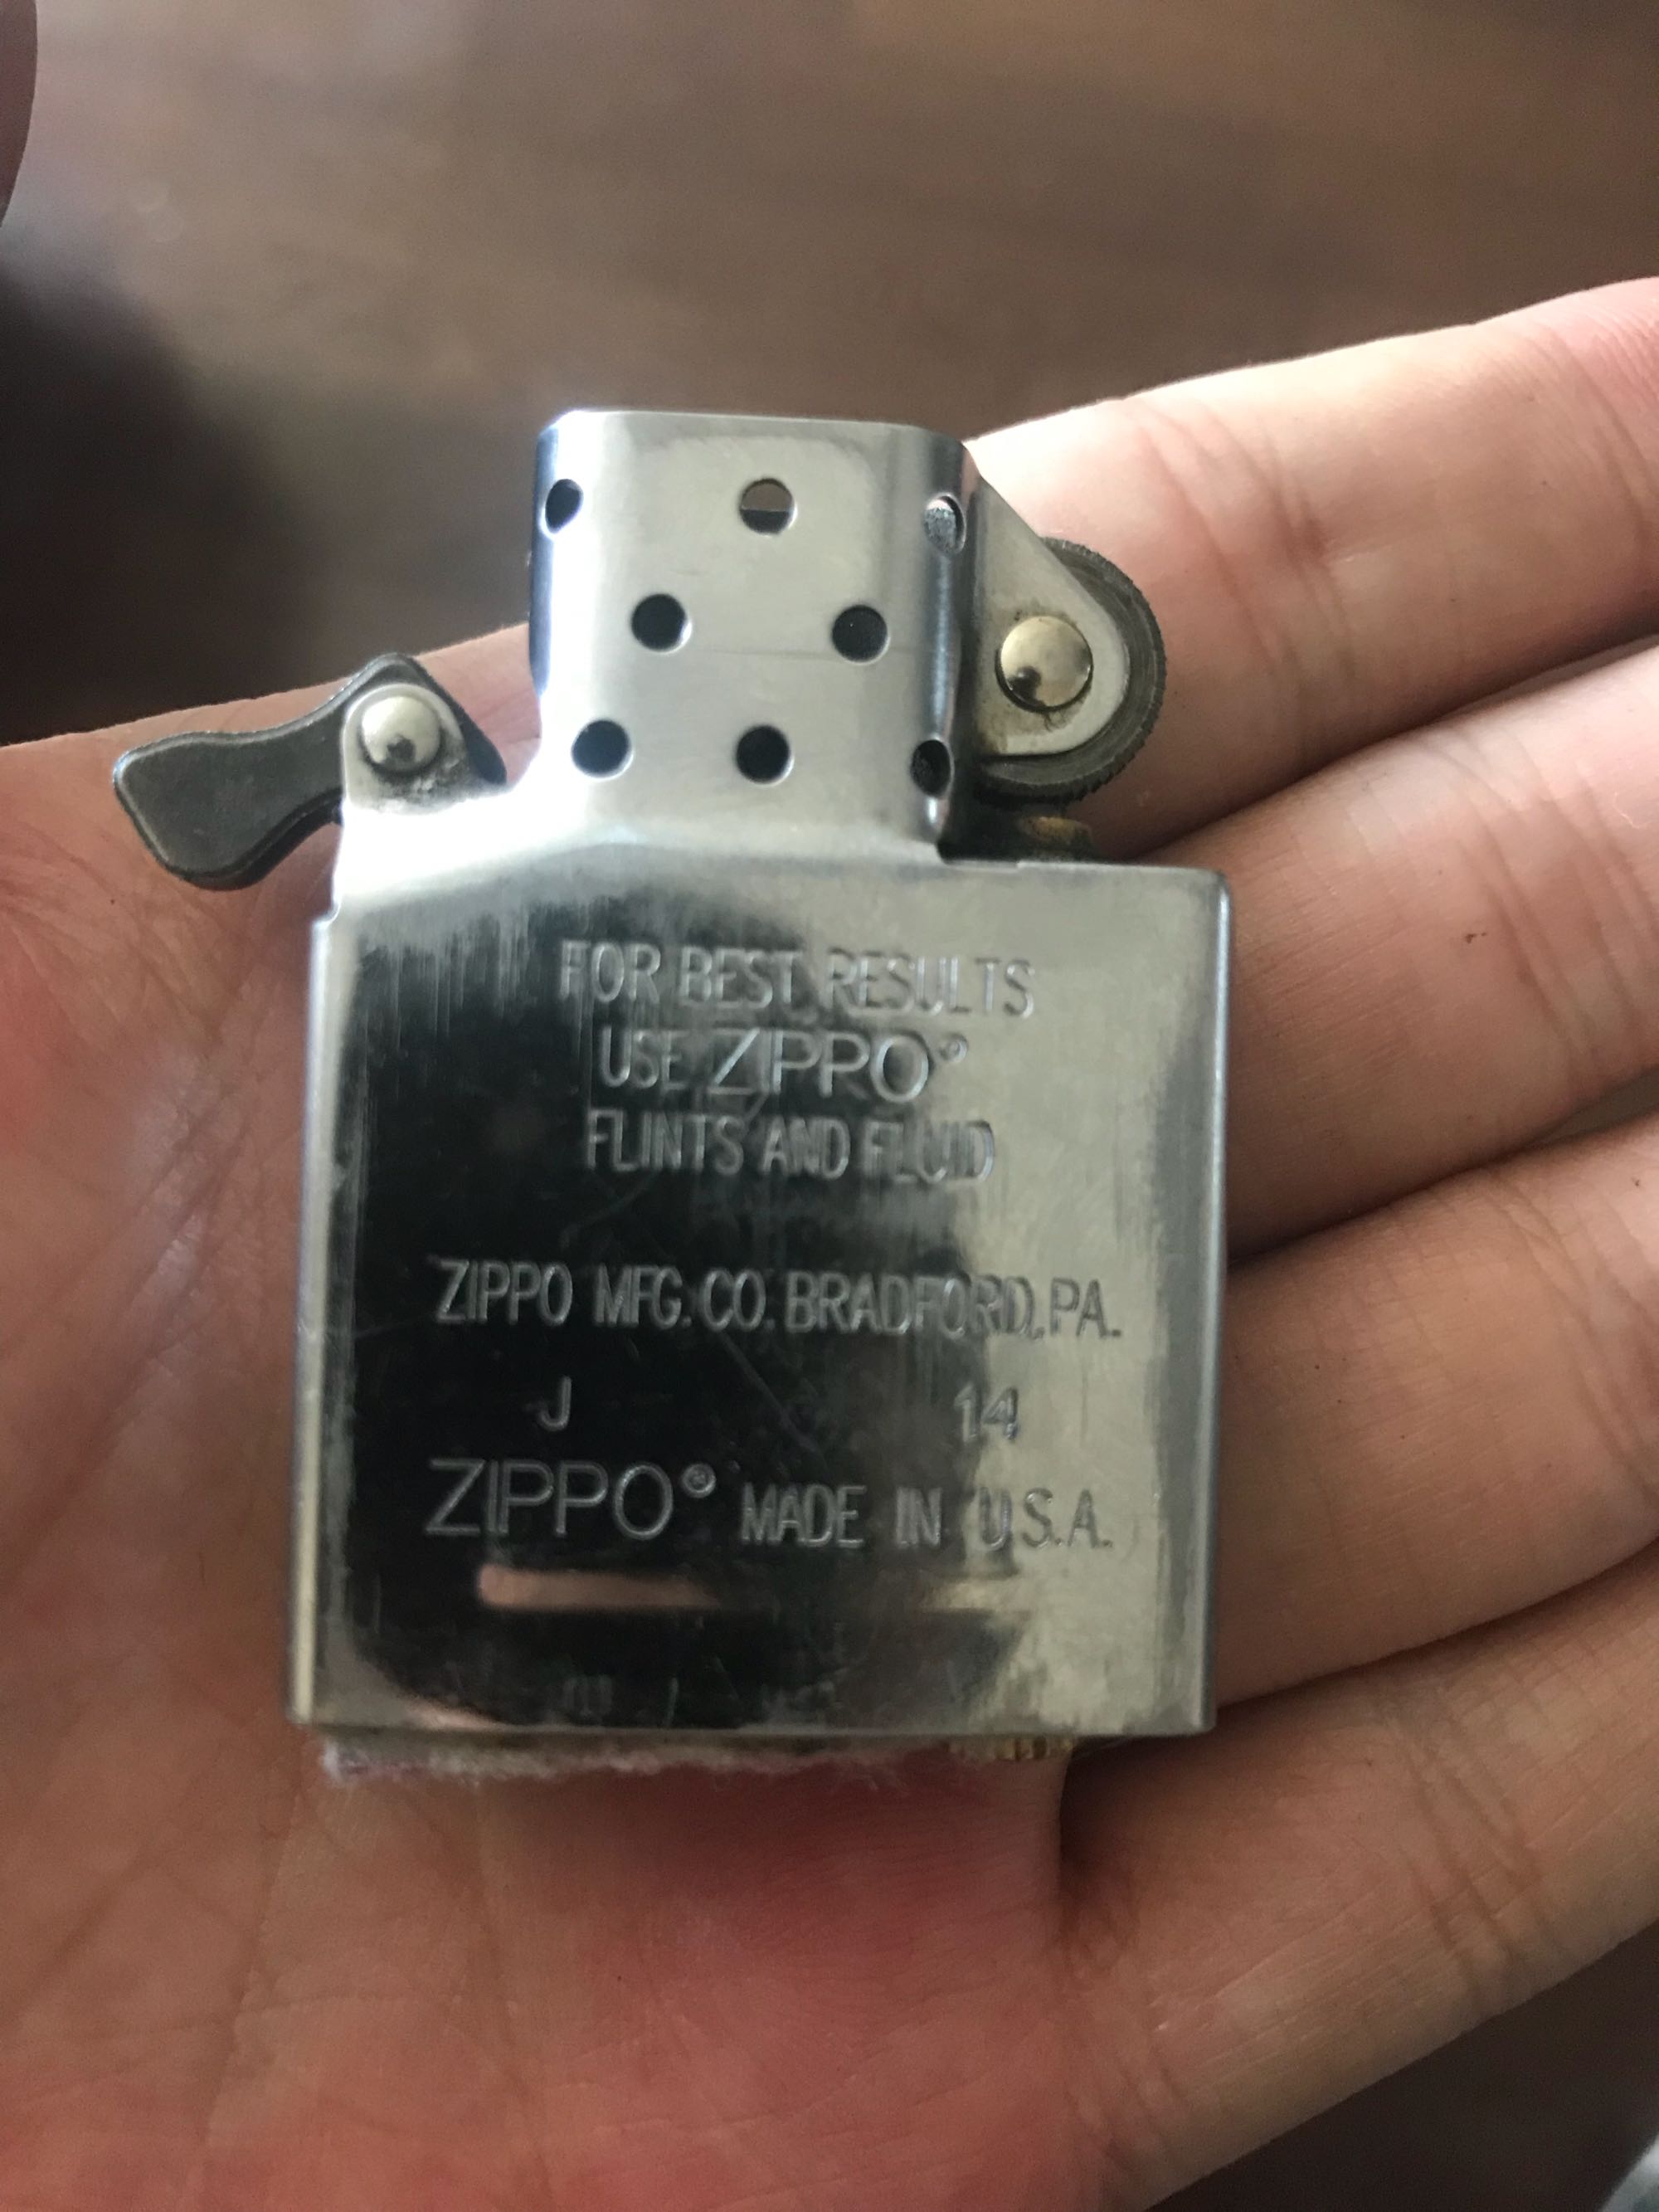 FOR BEST RESULTS
USE ZIPPO®
FLINTS AND FLUID
ZIPPO MFG. CO. BRADFORD, PA.
J 14
ZIPPO® MADE IN U.S.A.